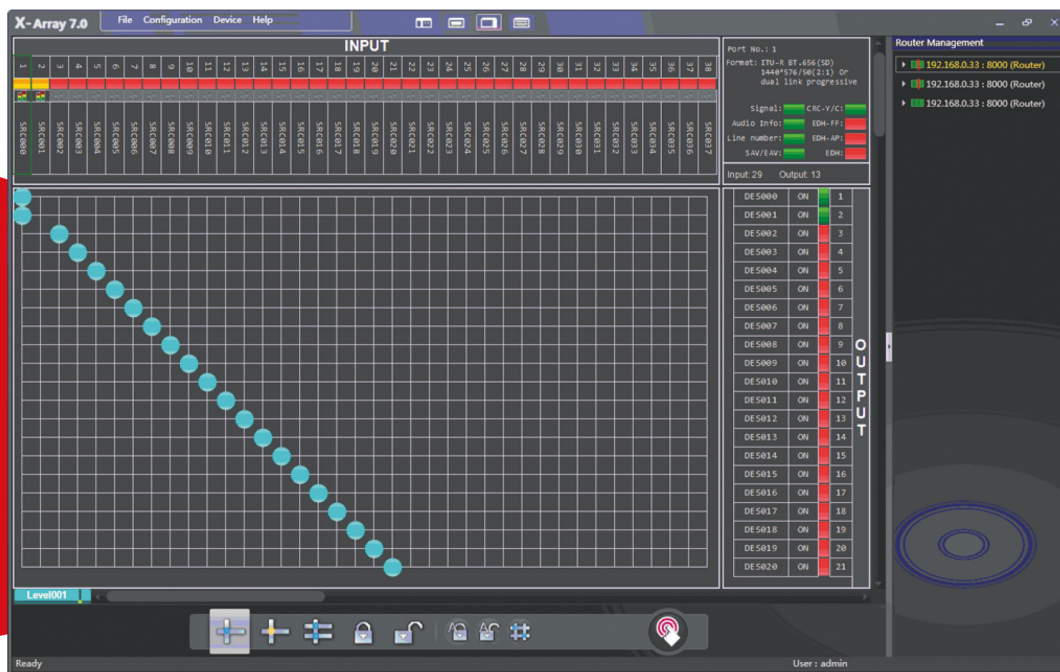 X-Array 7.0 File Configuration Device Help
INPUT
1 2 3 4 5 6 7 8 9 10 11 12 13 14 15 16 17 18 19 20 21 22 23 24 25 26 27 28 29 30 31 32 33 34 35 36 37 38
SRC000 SRC001 SRC002 SRC003 SRC004 SRC005 SRC006 SRC007 SRC008 SRC009 SRC010 SRC011 SRC012 SRC013 SRC014 SRC015 SRC016 SRC017 SRC018 SRC019 SRC020 SRC021 SRC022 SRC023 SRC024 SRC025 SRC026 SRC027 SRC028 SRC029 SRC030 SRC031 SRC032 SRC033 SRC034 SRC035 SRC036 SRC037
Port No.: 1
Format: ITU-R BT.656(SD)
1440*576/50(2:1) Or
dual link progressive
Signal: CRC-Y/C:
Audio Info: EDH-FF:
Line number: EDH-AP:
SAV/EAV: EDH:
Input: 29 Output: 13
DES000 ON 1
DES001 ON 2
DES002 ON 3
DES003 ON 4
DES004 ON 5
DES005 ON 6
DES006 ON 7
DES007 ON 8
DES008 ON 9
DES009 ON 10
DES010 ON 11
DES011 ON 12
DES012 ON 13
DES013 ON 14
DES014 ON 15
DES015 ON 16
DES016 ON 17
DES017 ON 18
DES018 ON 19
DES019 ON 20
DES020 ON 21
OUTPUT
Router Management
192.168.0.33 : 8000 (Router)
192.168.0.33 : 8000 (Router)
192.168.0.33 : 8000 (Router)
Level001
Ready
User : admin